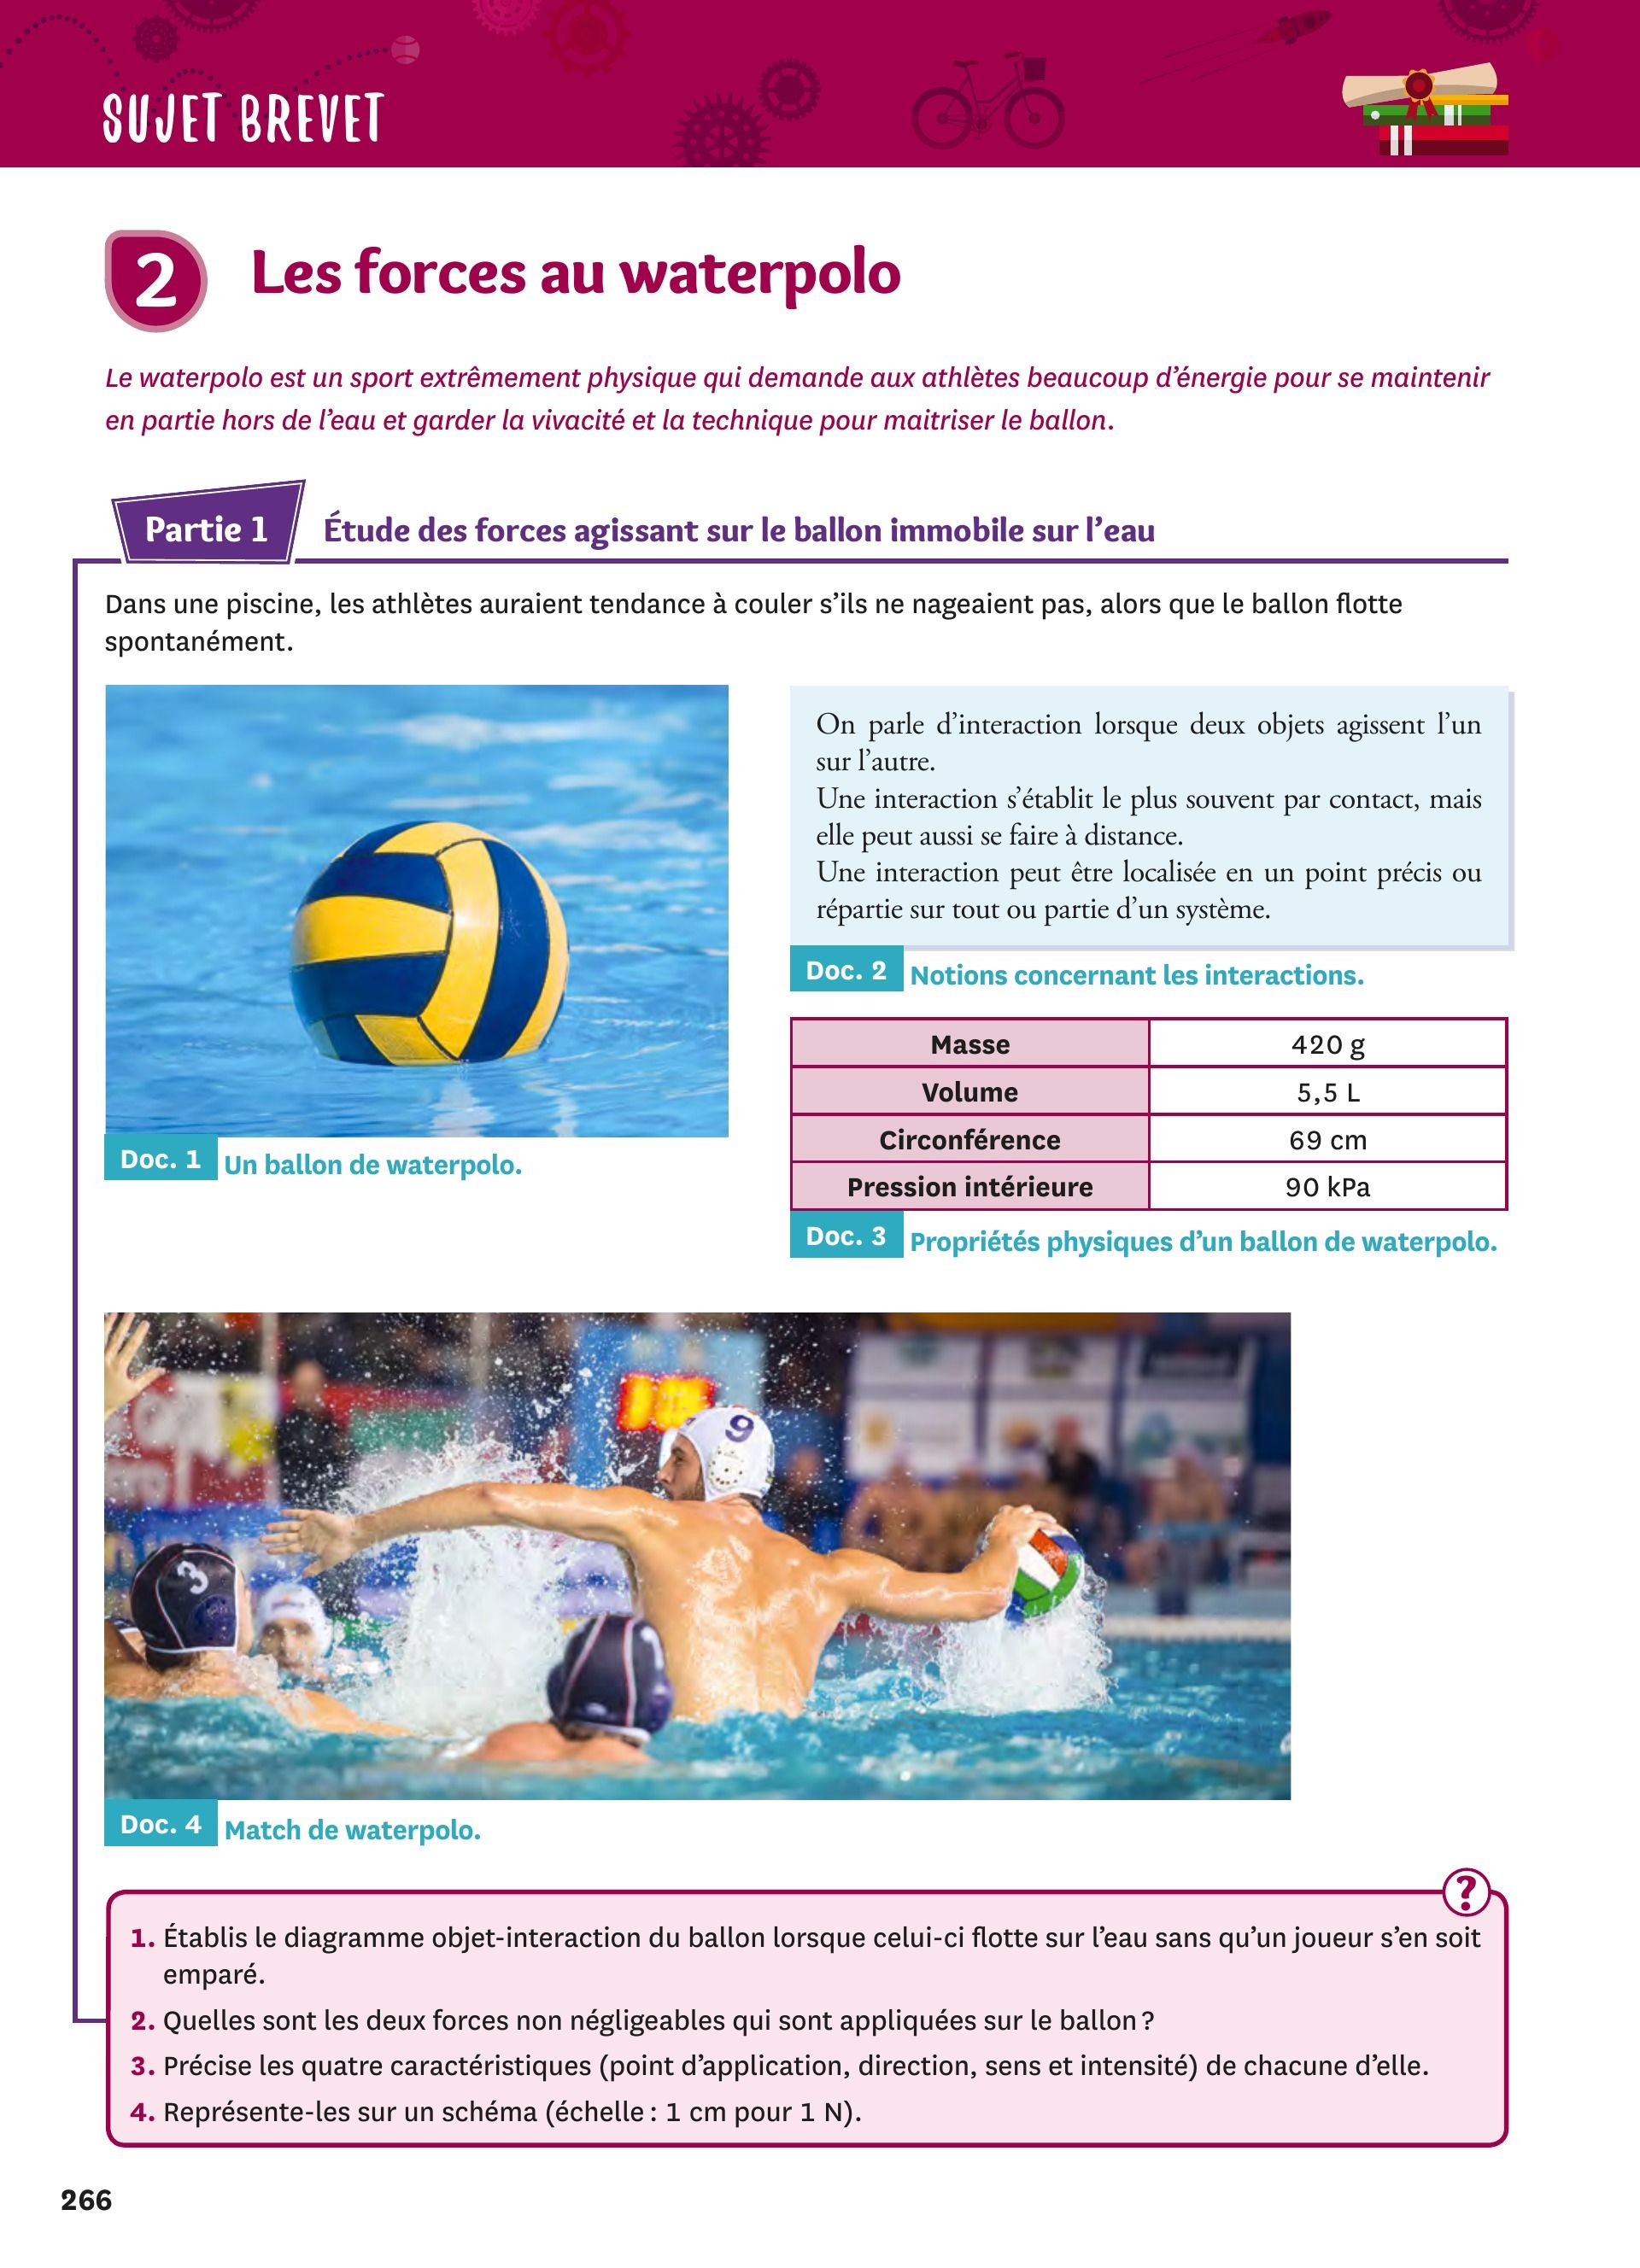 SUJET BREVET
2 Les forces au waterpolo
Le waterpolo est un sport extrêmement physique qui demande aux athlètes beaucoup d'énergie pour se maintenir
en partie hors de l'eau et garder la vivacité et la technique pour maitriser le ballon.
Partie 1 Étude des forces agissant sur le ballon immobile sur l'eau
Dans une piscine, les athlètes auraient tendance à couler s'ils ne nageaient pas, alors que le ballon flotte
spontanément.
Doc. 1 Un ballon de waterpolo.
On parle d'interaction lorsque deux objets agissent l'un
sur l'autre.
Une interaction s'établit le plus souvent par contact, mais
elle peut aussi se faire à distance.
Une interaction peut être localisée en un point précis ou
répartie sur tout ou partie d'un système.
Doc. 2 Notions concernant les interactions.
Masse 420 g
Volume 5,5 L
Circonférence 69 cm
Pression intérieure 90 kPa
Doc. 3 Propriétés physiques d'un ballon de waterpolo.
9
3
Doc. 4 Match de waterpolo.
?
1. Établis le diagramme objet-interaction du ballon lorsque celui-ci flotte sur l'eau sans qu'un joueur s'en soit
emparé.
2. Quelles sont les deux forces non négligeables qui sont appliquées sur le ballon ?
3. Précise les quatre caractéristiques (point d'application, direction, sens et intensité) de chacune d'elle.
4. Représente-les sur un schéma (échelle : 1 cm pour 1 N).
266